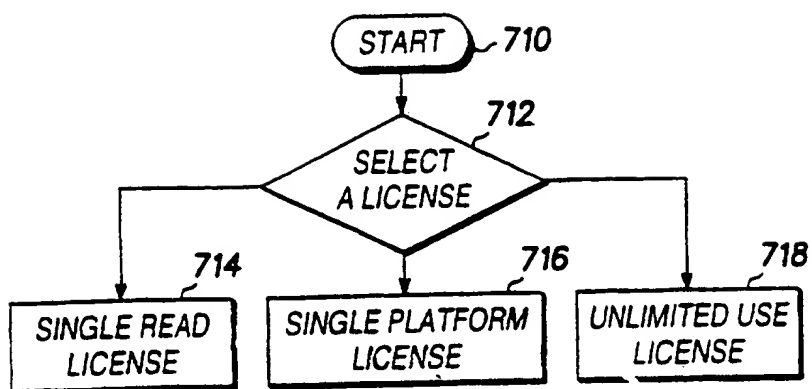 START
710
712
SELECT
A LICENSE
714
716
718
SINGLE READ
LICENSE
SINGLE PLATFORM
LICENSE
UNLIMITED USE
LICENSE